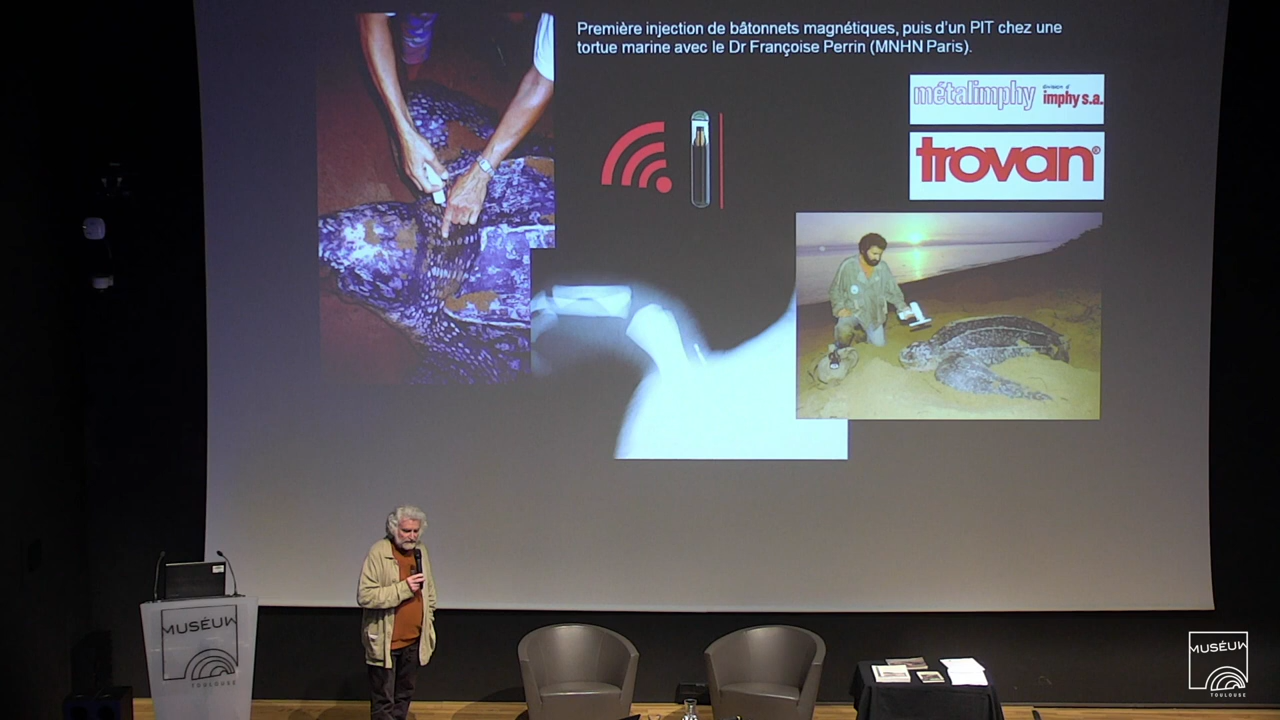 Première injection de bâtonnets magnétiques, puis d'un PIT chez une
tortue marine avec le Dr Françoise Perrin (MNHN Paris).
métalimphy division d' imphy s.a.
trovan®
MUSÉUM
TOULOUSE
MUSÉUM
TOULOUSE